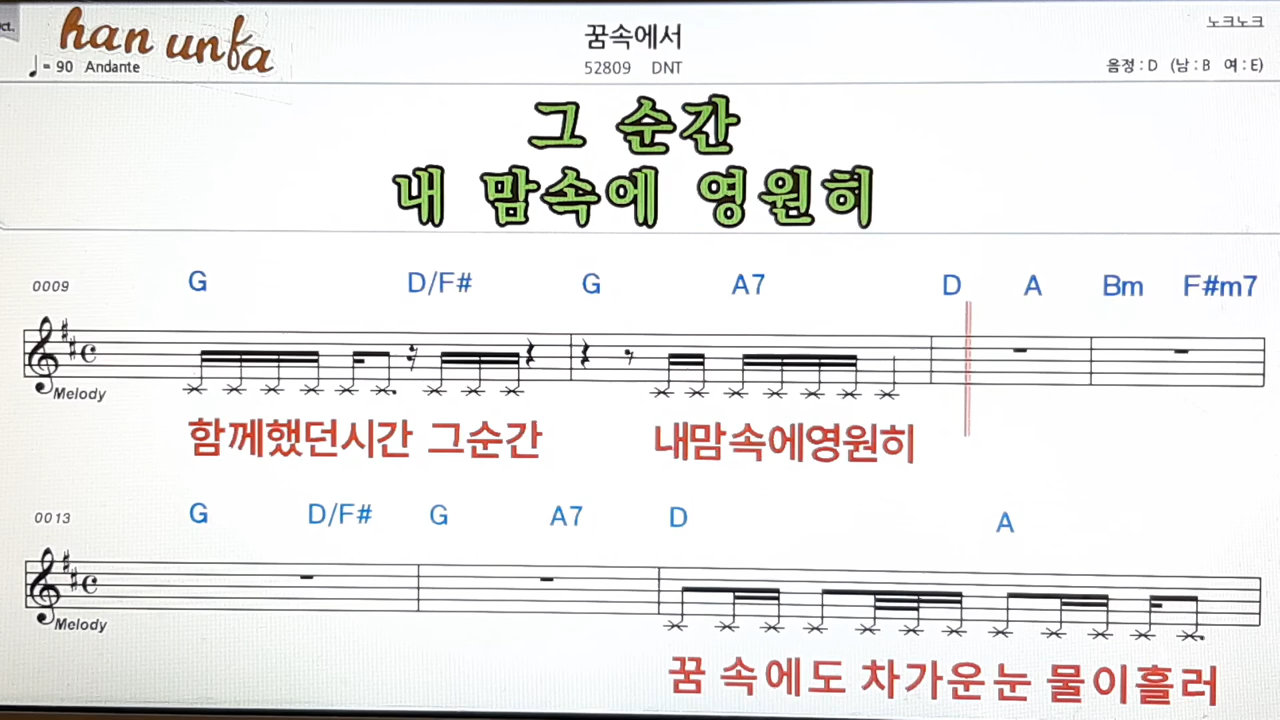 ct.
han unfa
꿈속에서
노크노크
♩= 90 Andante
52809 DNT
음정 : D (남 : B 여 : E)
그 순간
내 맘속에 영원히
0009 G D/F# G A7 D A Bm F#m7
Melody
함께했던시간 그순간 내맘속에영원히
0013 G D/F# G A7 D A
Melody
꿈 속에도 차가운눈 물이흘러